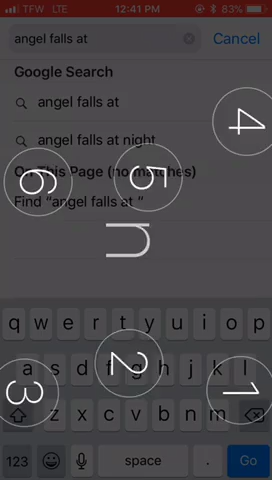 TFW LTE 12:41 PM 83%
angel falls at Cancel
Google Search
angel falls at
angel falls at night
On This Page (no matches)
Find “angel falls at ”
4
5
6
n
q w e r t y u i o p
a s d f g h j k l
2
3
1
z x c v b n m
123 space . Go